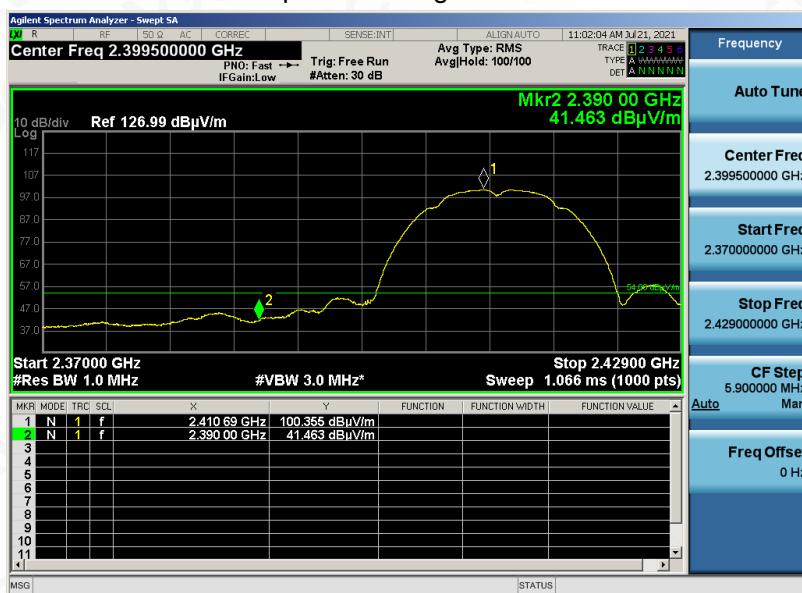 Agilent Spectrum Analyzer - Swept SA
LXI R RF 50 Ω AC CORREC SENSE:INT ALIGN AUTO 11:02:04 AM Jul 21, 2021
Center Freq 2.399500000 GHz
PNO: Fast
IFGain:Low
Trig: Free Run
#Atten: 30 dB
Avg Type: RMS
Avg|Hold: 100/100
TRACE 1 2 3 4 5 6
TYPE A WWWWW
DET A N N N N N
Mkr2 2.390 00 GHz
41.463 dBµV/m
10 dB/div Ref 126.99 dBµV/m
Log
117
107
97.0
87.0
77.0
67.0
57.0
47.0
37.0
1
2
54.00 dBµV/m
Start 2.37000 GHz Stop 2.42900 GHz
#Res BW 1.0 MHz #VBW 3.0 MHz* Sweep 1.066 ms (1000 pts)
MKR MODE TRC SCL X Y FUNCTION FUNCTION WIDTH FUNCTION VALUE
1 N 1 f 2.410 69 GHz 100.355 dBµV/m
2 N 1 f 2.390 00 GHz 41.463 dBµV/m
3
4
5
6
7
8
9
10
11
MSG STATUS
Frequency
Auto Tune
Center Freq
2.399500000 GHz
Start Freq
2.370000000 GHz
Stop Freq
2.429000000 GHz
CF Step
5.900000 MHz
Auto Man
Freq Offset
0 Hz